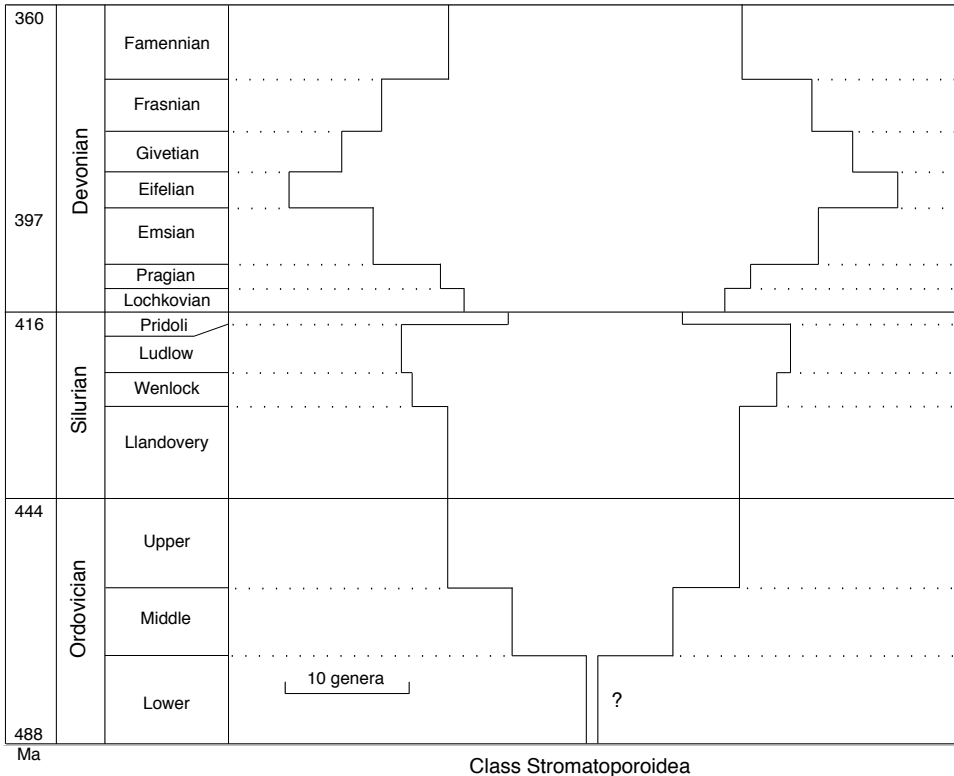 360
Famennian
Frasnian
Givetian
Devonian
Eifelian
397
Emsian
Pragian
Lochkovian
416
Pridoli
Ludlow
Silurian
Wenlock
Llandovery
444
Upper
Ordovician
Middle
10 genera
Lower
?
488
Ma
Class Stromatoporoidea